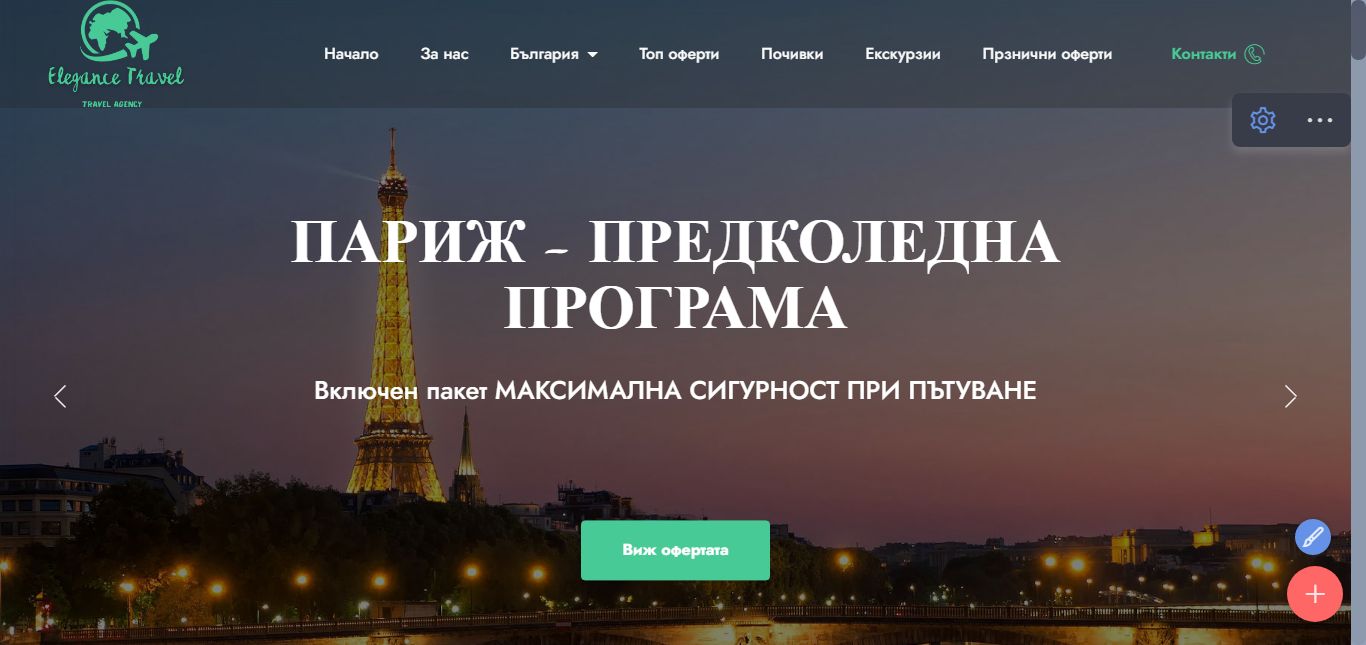 Elegance Travel
TRAVEL AGENCY
Начало За нас България Топ оферти Почивки Екскурзии Прзнични оферти Контакти
ПАРИЖ - ПРЕДКОЛЕДНА
ПРОГРАМА
Включен пакет МАКСИМАЛНА СИГУРНОСТ ПРИ ПЪТУВАНЕ
Виж офертата